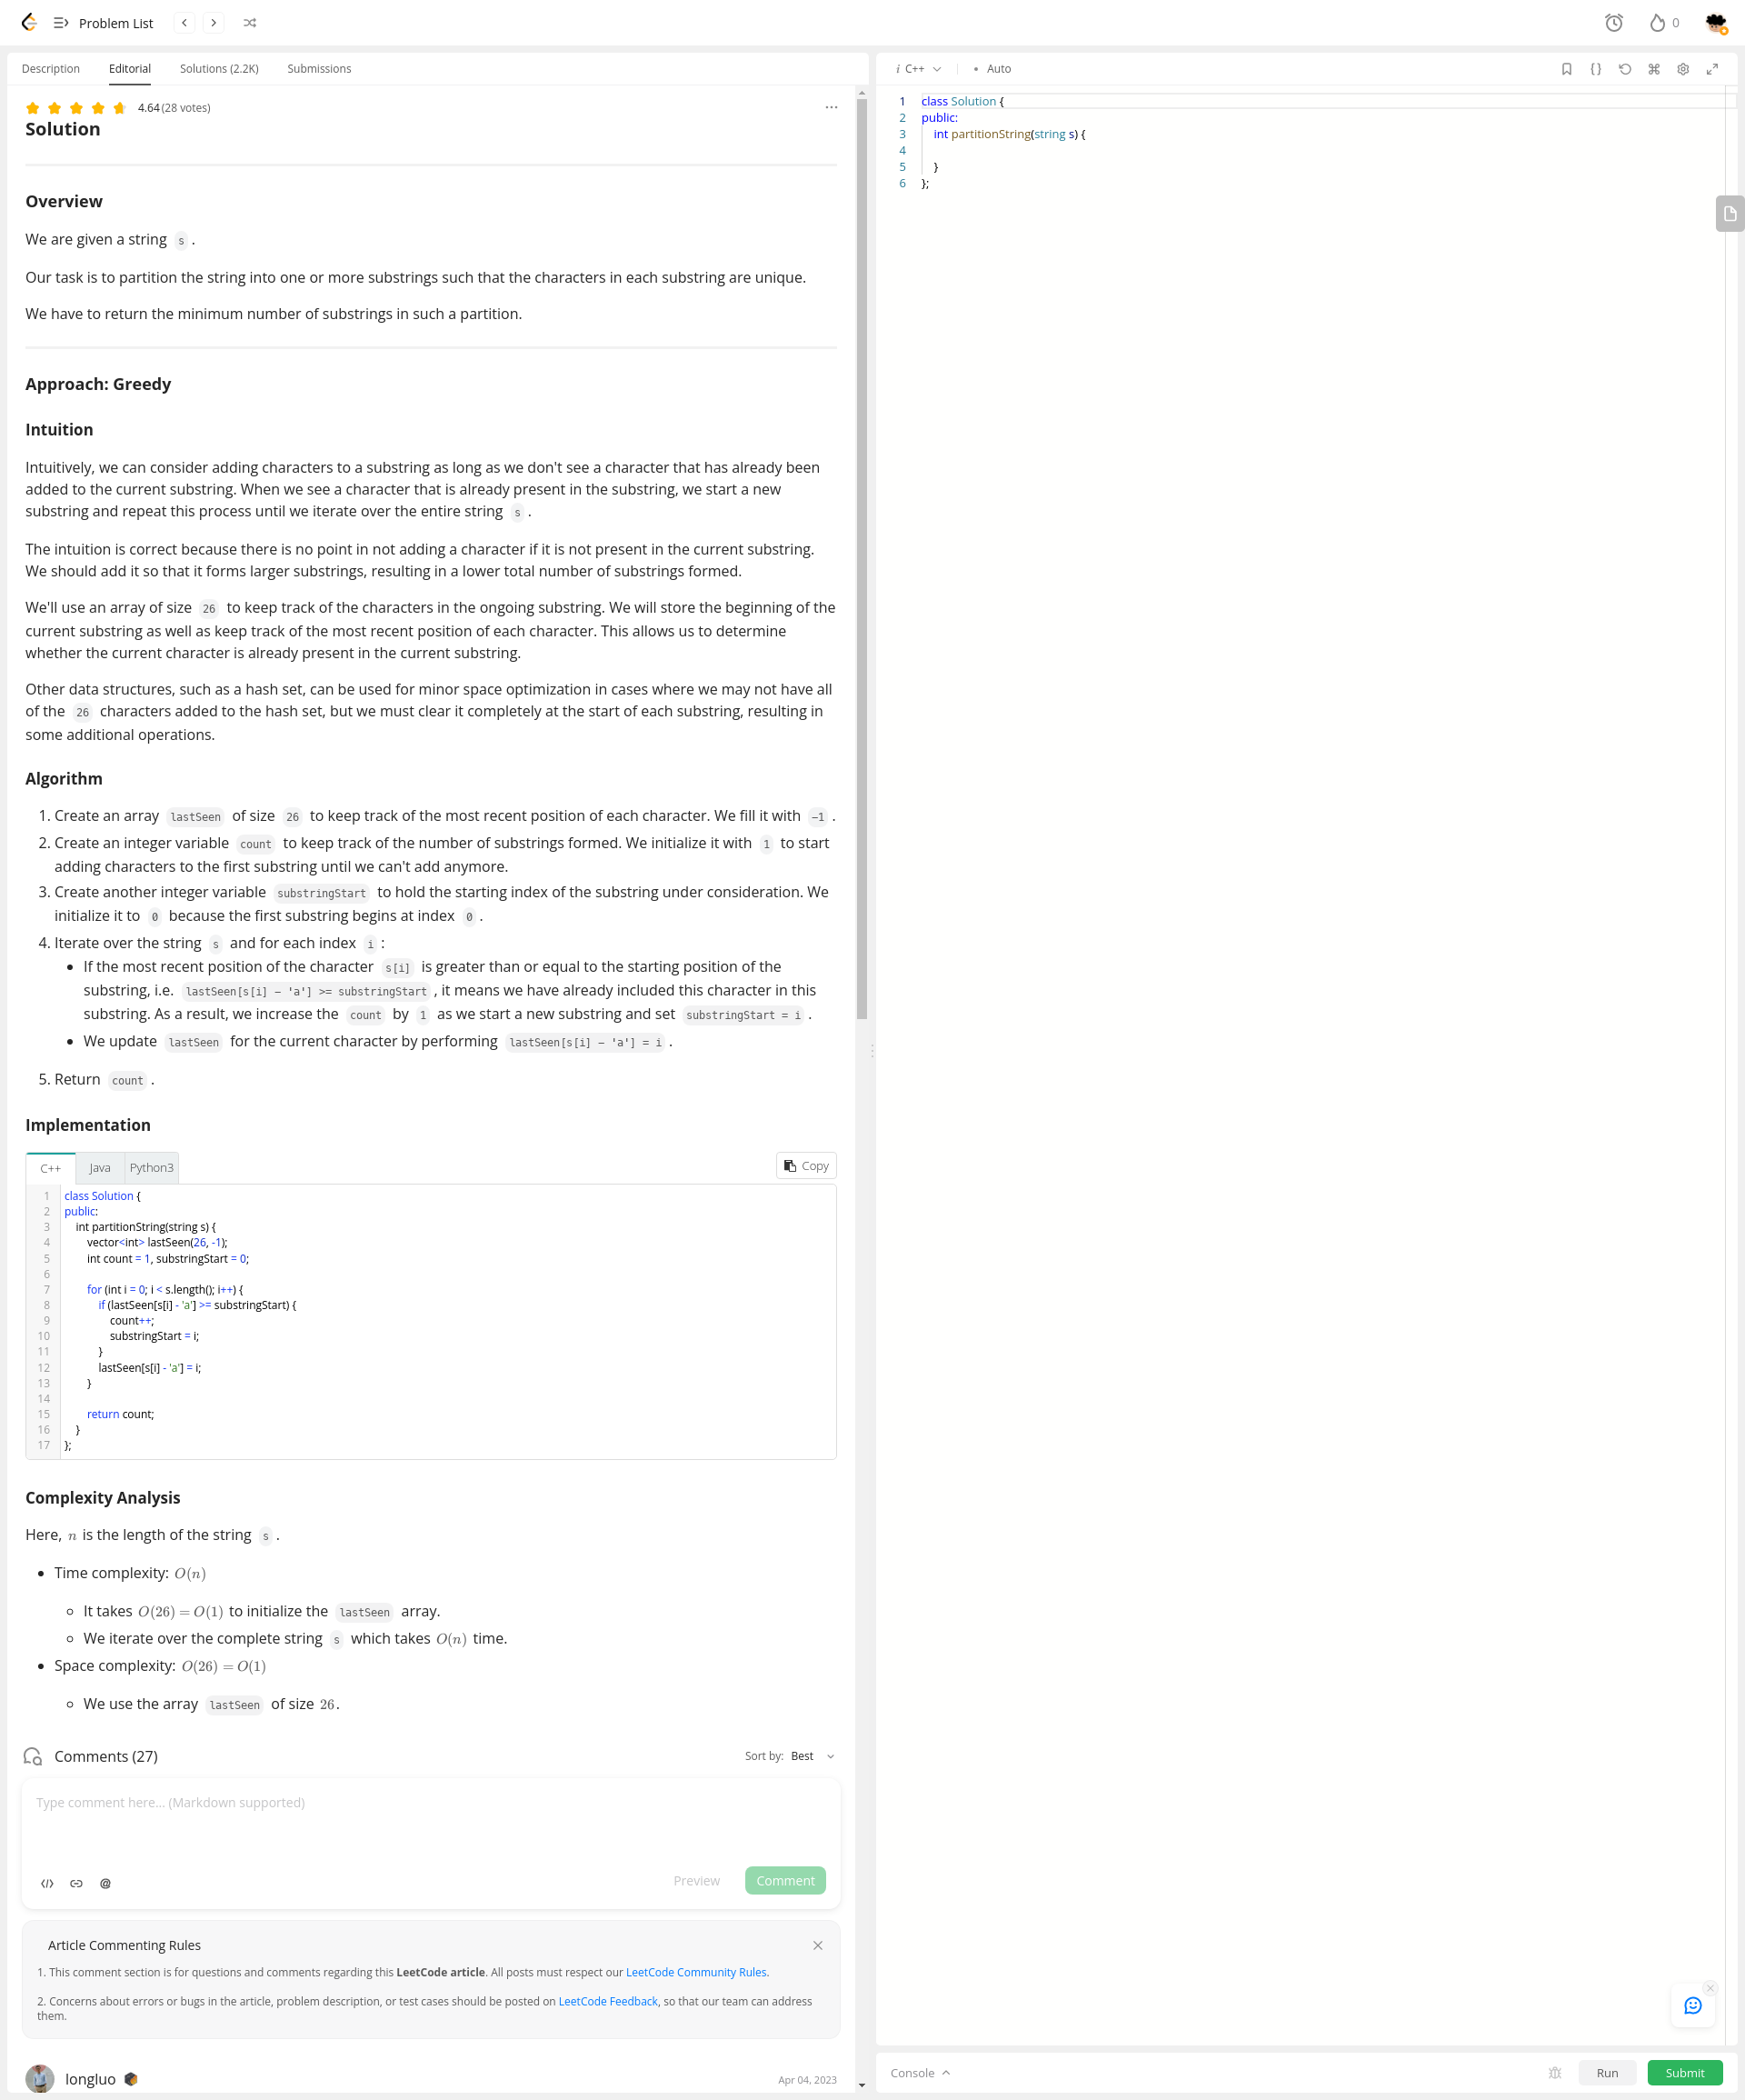 Problem List
0
Description Editorial Solutions (2.2K) Submissions
4.64 (28 votes)
Solution
Overview
We are given a string s .
Our task is to partition the string into one or more substrings such that the characters in each substring are unique.
We have to return the minimum number of substrings in such a partition.
Approach: Greedy
Intuition
Intuitively, we can consider adding characters to a substring as long as we don't see a character that has already been
added to the current substring. When we see a character that is already present in the substring, we start a new
substring and repeat this process until we iterate over the entire string s .
The intuition is correct because there is no point in not adding a character if it is not present in the current substring.
We should add it so that it forms larger substrings, resulting in a lower total number of substrings formed.
We'll use an array of size 26 to keep track of the characters in the ongoing substring. We will store the beginning of the
current substring as well as keep track of the most recent position of each character. This allows us to determine
whether the current character is already present in the current substring.
Other data structures, such as a hash set, can be used for minor space optimization in cases where we may not have all
of the 26 characters added to the hash set, but we must clear it completely at the start of each substring, resulting in
some additional operations.
Algorithm
1. Create an array lastSeen of size 26 to keep track of the most recent position of each character. We fill it with -1 .
2. Create an integer variable count to keep track of the number of substrings formed. We initialize it with 1 to start
adding characters to the first substring until we can't add anymore.
3. Create another integer variable substringStart to hold the starting index of the substring under consideration. We
initialize it to 0 because the first substring begins at index 0 .
4. Iterate over the string s and for each index i :
• If the most recent position of the character s[i] is greater than or equal to the starting position of the
substring, i.e. lastSeen[s[i] - 'a'] >= substringStart , it means we have already included this character in this
substring. As a result, we increase the count by 1 as we start a new substring and set substringStart = i .
• We update lastSeen for the current character by performing lastSeen[s[i] - 'a'] = i .
5. Return count .
Implementation
C++ Java Python3 Copy
1 class Solution {
2 public:
3 int partitionString(string s) {
4 vector<int> lastSeen(26, -1);
5 int count = 1, substringStart = 0;
6
7 for (int i = 0; i < s.length(); i++) {
8 if (lastSeen[s[i] - 'a'] >= substringStart) {
9 count++;
10 substringStart = i;
11 }
12 lastSeen[s[i] - 'a'] = i;
13 }
14
15 return count;
16 }
17 };
Complexity Analysis
Here, n is the length of the string s .
• Time complexity: O(n)
○ It takes O(26) = O(1) to initialize the lastSeen array.
○ We iterate over the complete string s which takes O(n) time.
• Space complexity: O(26) = O(1)
○ We use the array lastSeen of size 26.
Comments (27) Sort by: Best
Type comment here... (Markdown supported)
</> @ Preview Comment
Article Commenting Rules
1. This comment section is for questions and comments regarding this LeetCode article. All posts must respect our LeetCode Community Rules.
2. Concerns about errors or bugs in the article, problem description, or test cases should be posted on LeetCode Feedback, so that our team can address
them.
longluo Apr 04, 2023
i C++ • Auto
{}
1 class Solution {
2 public:
3 int partitionString(string s) {
4
5 }
6 };
Console Run Submit